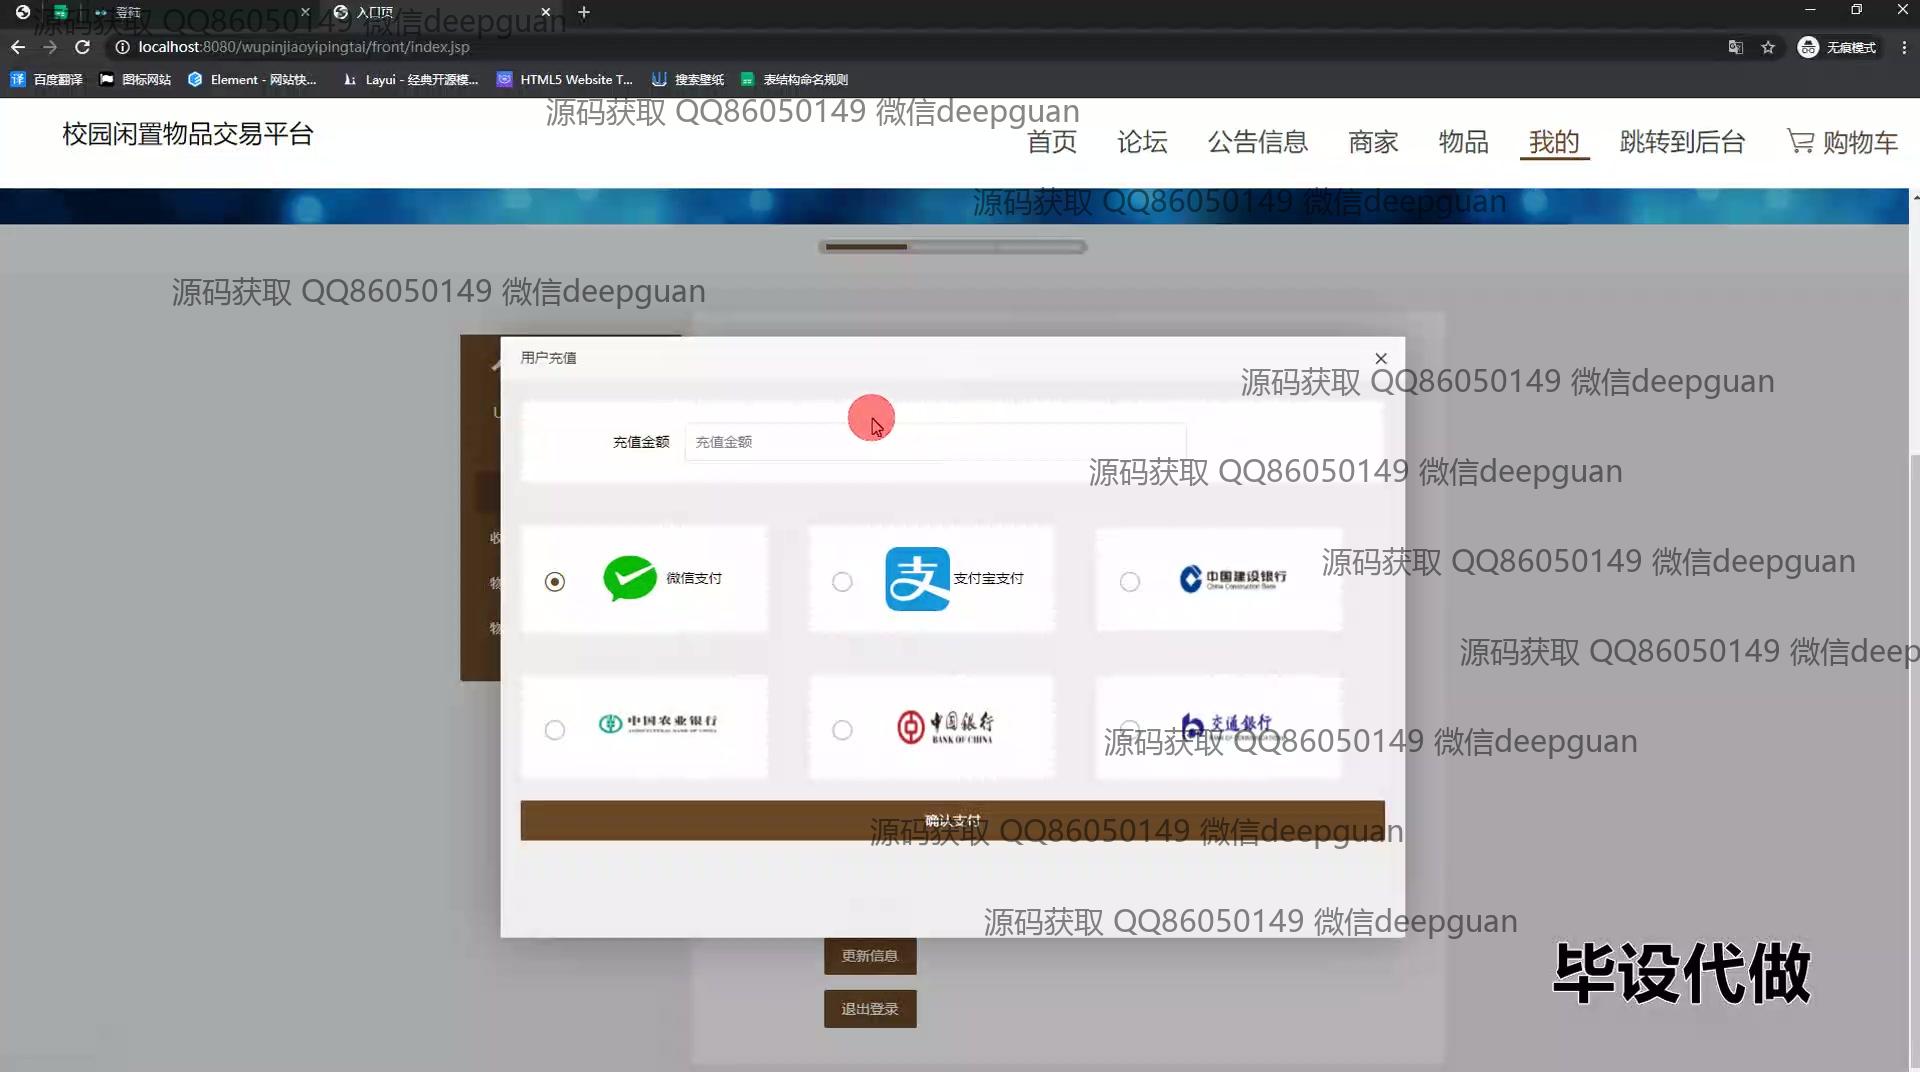 登陆
入口页
源码获取 QQ86050149 微信deepguan
localhost:8080/wupinjiaoyipingtai/front/index.jsp
无痕模式
百度翻译
图标网站
Element - 网站快...
Layui - 经典开源模...
HTML5 Website T...
搜索壁纸
表结构命名规则
源码获取 QQ86050149 微信deepguan
校园闲置物品交易平台
首页
论坛
公告信息
商家
物品
我的
跳转到后台
购物车
源码获取 QQ86050149 微信deepguan
源码获取 QQ86050149 微信deepguan
用户充值
源码获取 QQ86050149 微信deepguan
充值金额
充值金额
源码获取 QQ86050149 微信deepguan
收
物
物
微信支付
支
支付宝支付
中国建设银行
China Construction Bank
源码获取 QQ86050149 微信deepguan
源码获取 QQ86050149 微信deep
中国农业银行
AGRICULTURAL BANK OF CHINA
中国银行
BANK OF CHINA
交通银行
源码获取 QQ86050149 微信deepguan
确认支付
源码获取 QQ86050149 微信deepguan
源码获取 QQ86050149 微信deepguan
更新信息
退出登录
毕设代做